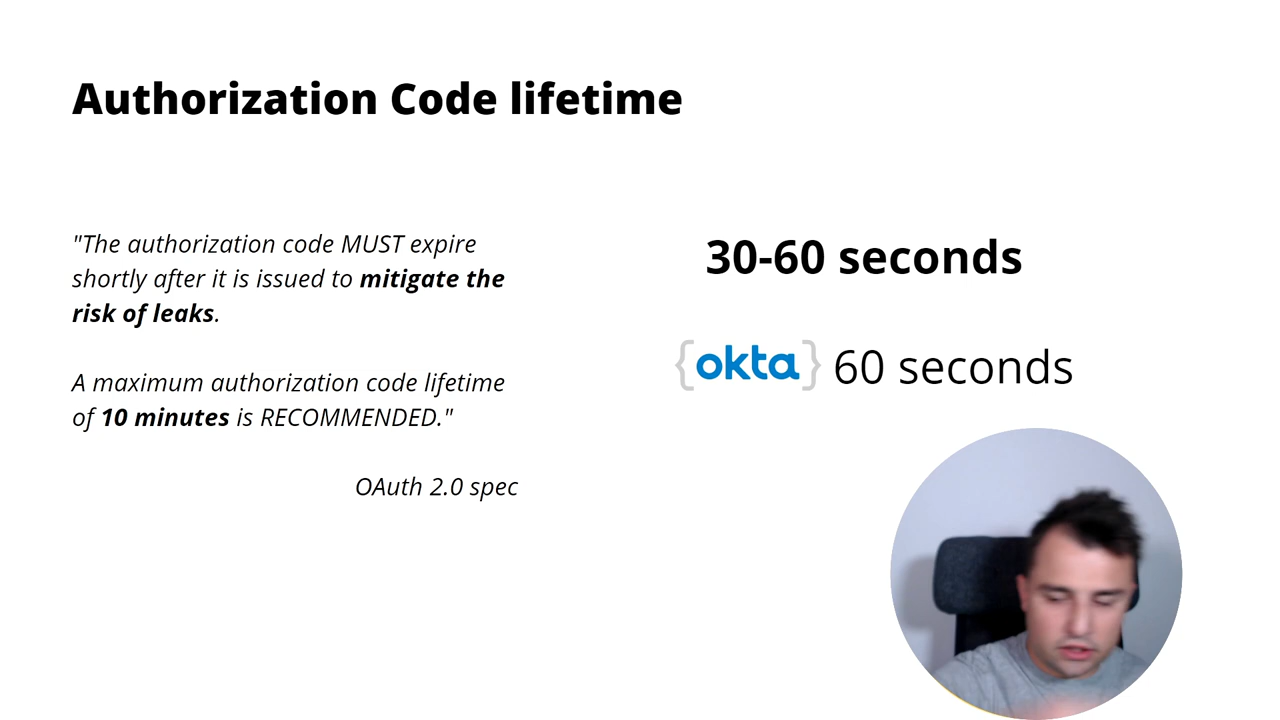 Authorization Code lifetime
"The authorization code MUST expire
shortly after it is issued to mitigate the
risk of leaks.
A maximum authorization code lifetime
of 10 minutes is RECOMMENDED."
OAuth 2.0 spec
30-60 seconds
{okta} 60 seconds